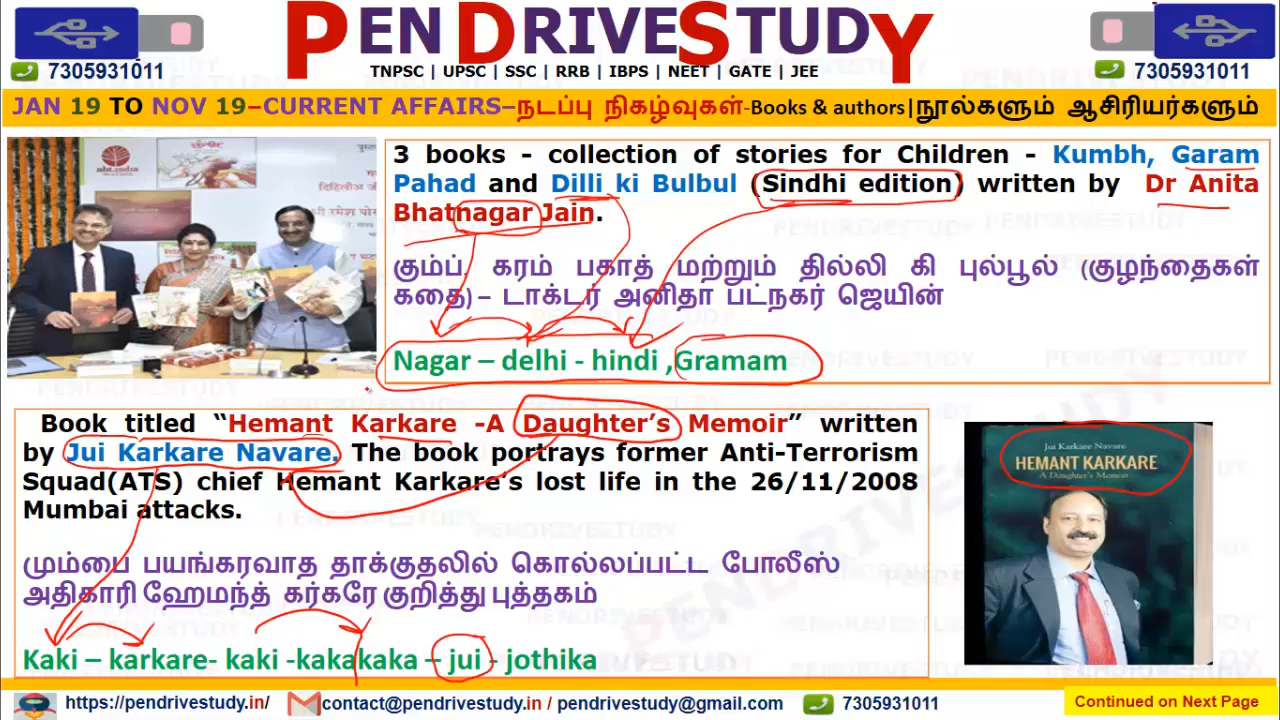 PENDRIVESTUDY
TNPSC | UPSC | SSC | RRB | IBPS | NEET | GATE | JEE
7305931011
7305931011
JAN 19 TO NOV 19–CURRENT AFFAIRS–நடப்பு நிகழ்வுகள்-Books & authors|நூல்களும் ஆசிரியர்களும்
3 books - collection of stories for Children - Kumbh, Garam
Pahad and Dilli ki Bulbul (Sindhi edition) written by Dr Anita
Bhatnagar Jain.
கும்ப், கரம் பகாத் மற்றும் தில்லி கி புல்பூல் (குழந்தைகள்
கதை) – டாக்டர் அனிதா பட்நகர் ஜெயின்
Nagar – delhi - hindi ,Gramam
Book titled “Hemant Karkare -A Daughter’s Memoir” written
by Jui Karkare Navare. The book portrays former Anti-Terrorism
Squad(ATS) chief Hemant Karkare’s lost life in the 26/11/2008
Mumbai attacks.
மும்பை பயங்கரவாத தாக்குதலில் கொல்லப்பட்ட போலீஸ்
அதிகாரி ஹேமந்த் கர்கரே குறித்து புத்தகம்
Kaki – karkare- kaki -kakakaka – jui - jothika
Jui Karkare Navare
HEMANT KARKARE
A Daughter's Memoir
https://pendrivestudy.in/
contact@pendrivestudy.in / pendrivestudy@gmail.com
7305931011
Continued on Next Page